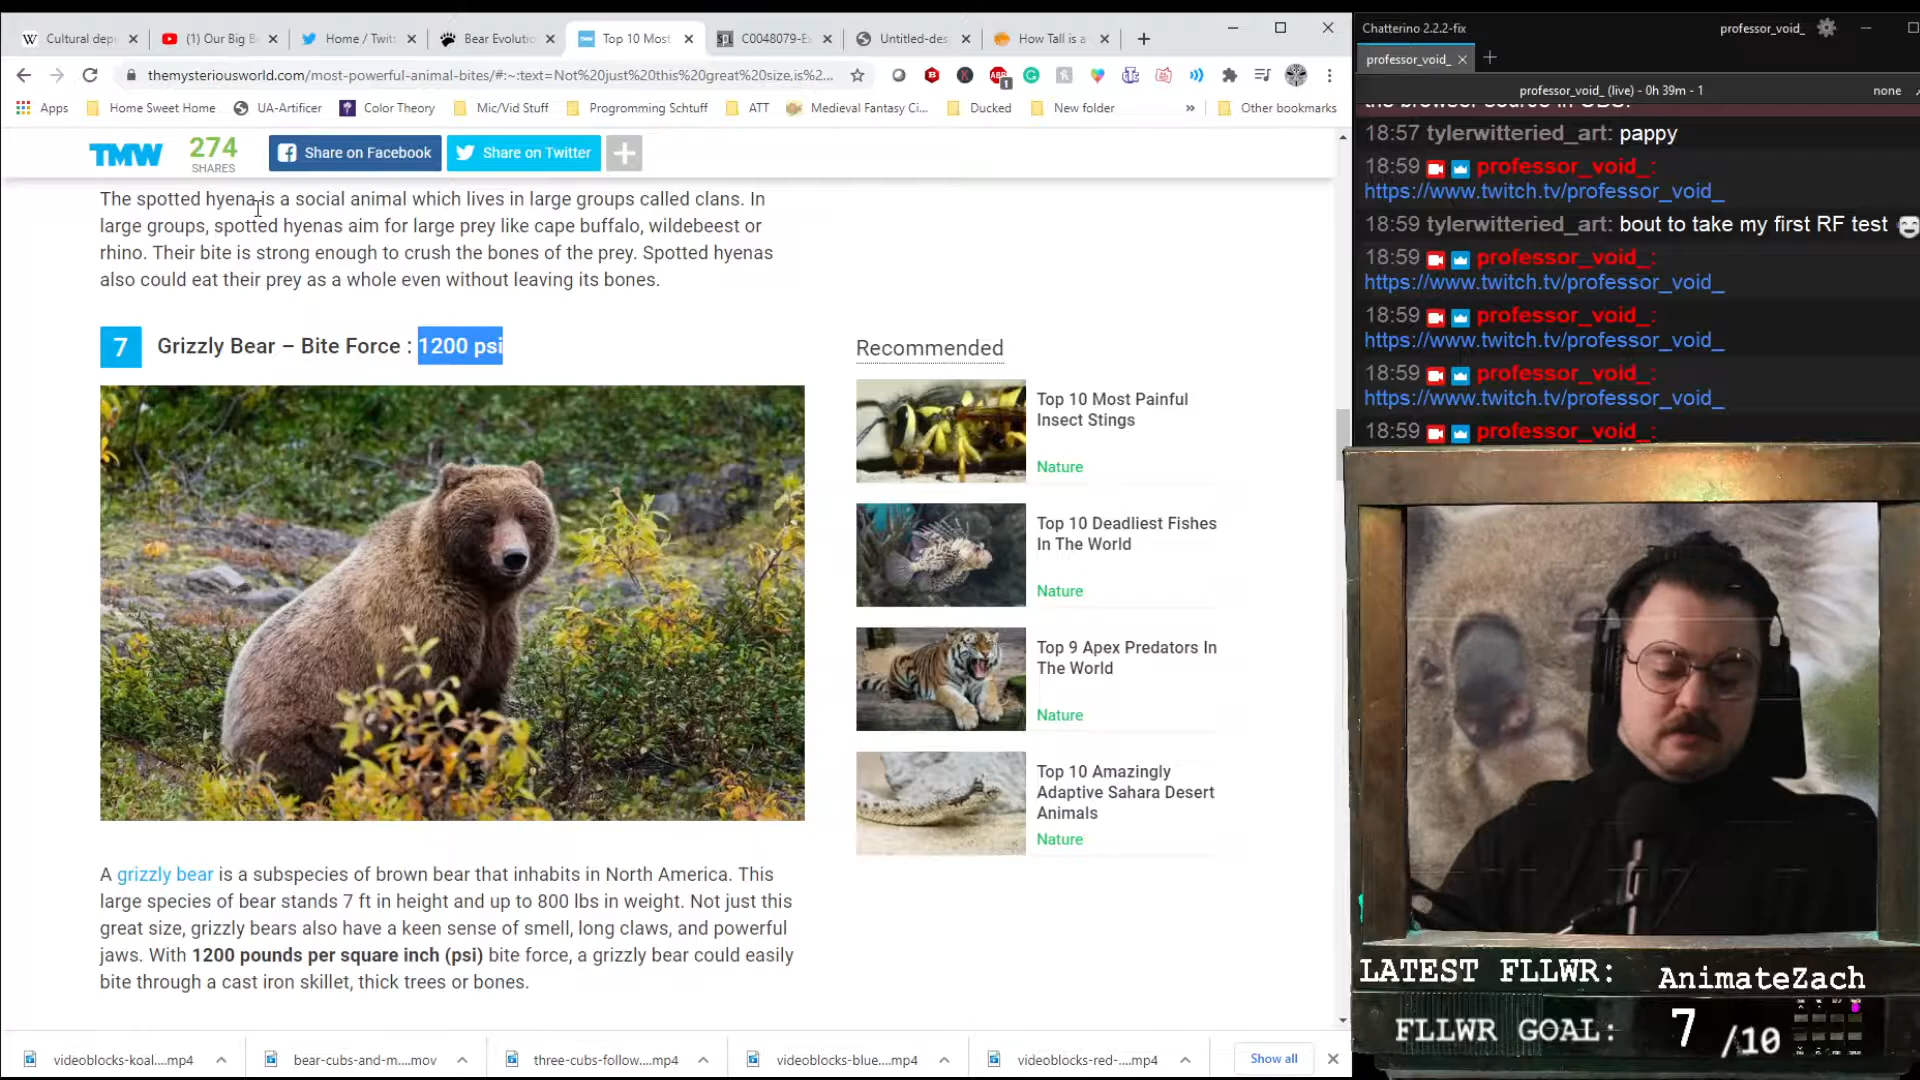 Cultural dep
(1) Our Big B
Home / Twitt
Bear Evolutio
Top 10 Most
C0048079-E
Untitled-des
How Tall is a
themysteriousworld.com/most-powerful-animal-bites/#:~:text=Not%20just%20this%20great%20size,is%2...
Apps
Home Sweet Home
UA-Artificer
Color Theory
Mic/Vid Stuff
Programming Schtuff
ATT
Medieval Fantasy Ci...
Ducked
New folder
»
Other bookmarks
TMW
274
SHARES
Share on Facebook
Share on Twitter
The spotted hyena is a social animal which lives in large groups called clans. In
large groups, spotted hyenas aim for large prey like cape buffalo, wildebeest or
rhino. Their bite is strong enough to crush the bones of the prey. Spotted hyenas
also could eat their prey as a whole even without leaving its bones.
7
Grizzly Bear – Bite Force : 1200 psi
Recommended
Top 10 Most Painful
Insect Stings
Nature
Top 10 Deadliest Fishes
In The World
Nature
Top 9 Apex Predators In
The World
Nature
Top 10 Amazingly
Adaptive Sahara Desert
Animals
Nature
A grizzly bear is a subspecies of brown bear that inhabits in North America. This
large species of bear stands 7 ft in height and up to 800 lbs in weight. Not just this
great size, grizzly bears also have a keen sense of smell, long claws, and powerful
jaws. With 1200 pounds per square inch (psi) bite force, a grizzly bear could easily
bite through a cast iron skillet, thick trees or bones.
videoblocks-koal....mp4
bear-cubs-and-m....mov
three-cubs-follow....mp4
videoblocks-blue....mp4
videoblocks-red-....mp4
Show all
Chatterino 2.2.2-fix
professor_void_
professor_void_
professor_void_ (live) - 0h 39m - 1
none
the browser source in OBS.
18:57 tylerwitteried_art: pappy
18:59 professor_void_:
https://www.twitch.tv/professor_void_
18:59 tylerwitteried_art: bout to take my first RF test
18:59 professor_void_:
https://www.twitch.tv/professor_void_
18:59 professor_void_:
https://www.twitch.tv/professor_void_
18:59 professor_void_:
https://www.twitch.tv/professor_void_
18:59 professor_void_:
LATEST FLLWR: AnimateZach
FLLWR GOAL: 7 /10